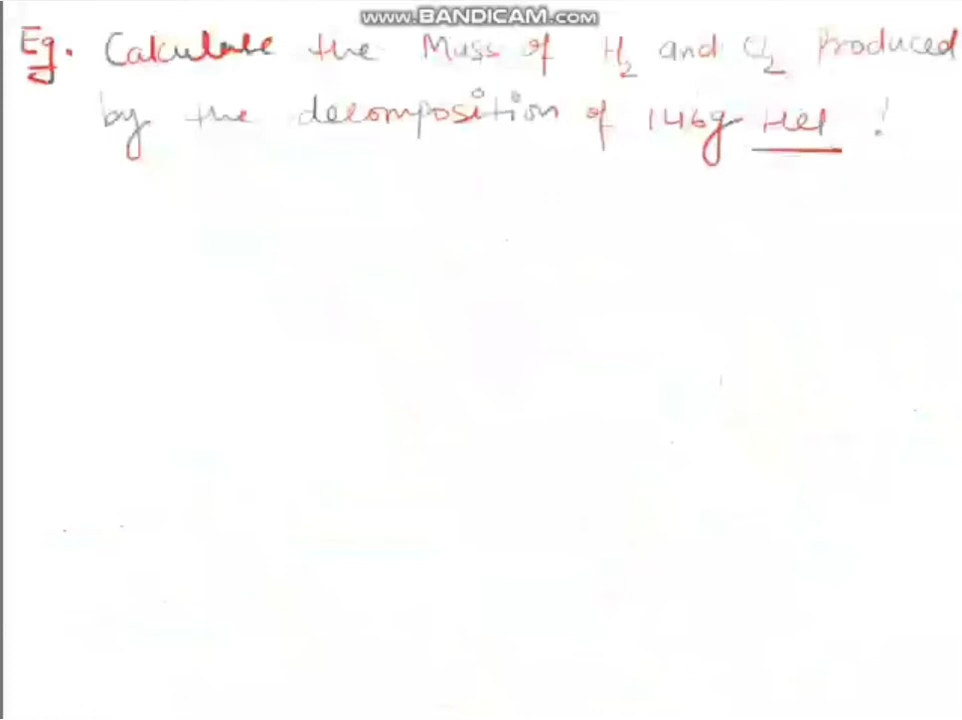 WWW.BANDICAM.COM
Eg. Calculate the Mass of H₂ and Cl₂ Produced
by the decomposition of 146g HCl !